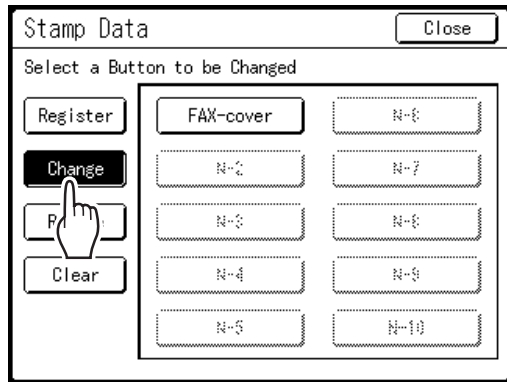 Stamp Data
Close
Select a Button to be Changed
Register
Change
Clear
FAX-cover
N-2
N-3
N-4
N-5
N-6
N-7
N-8
N-9
N-10